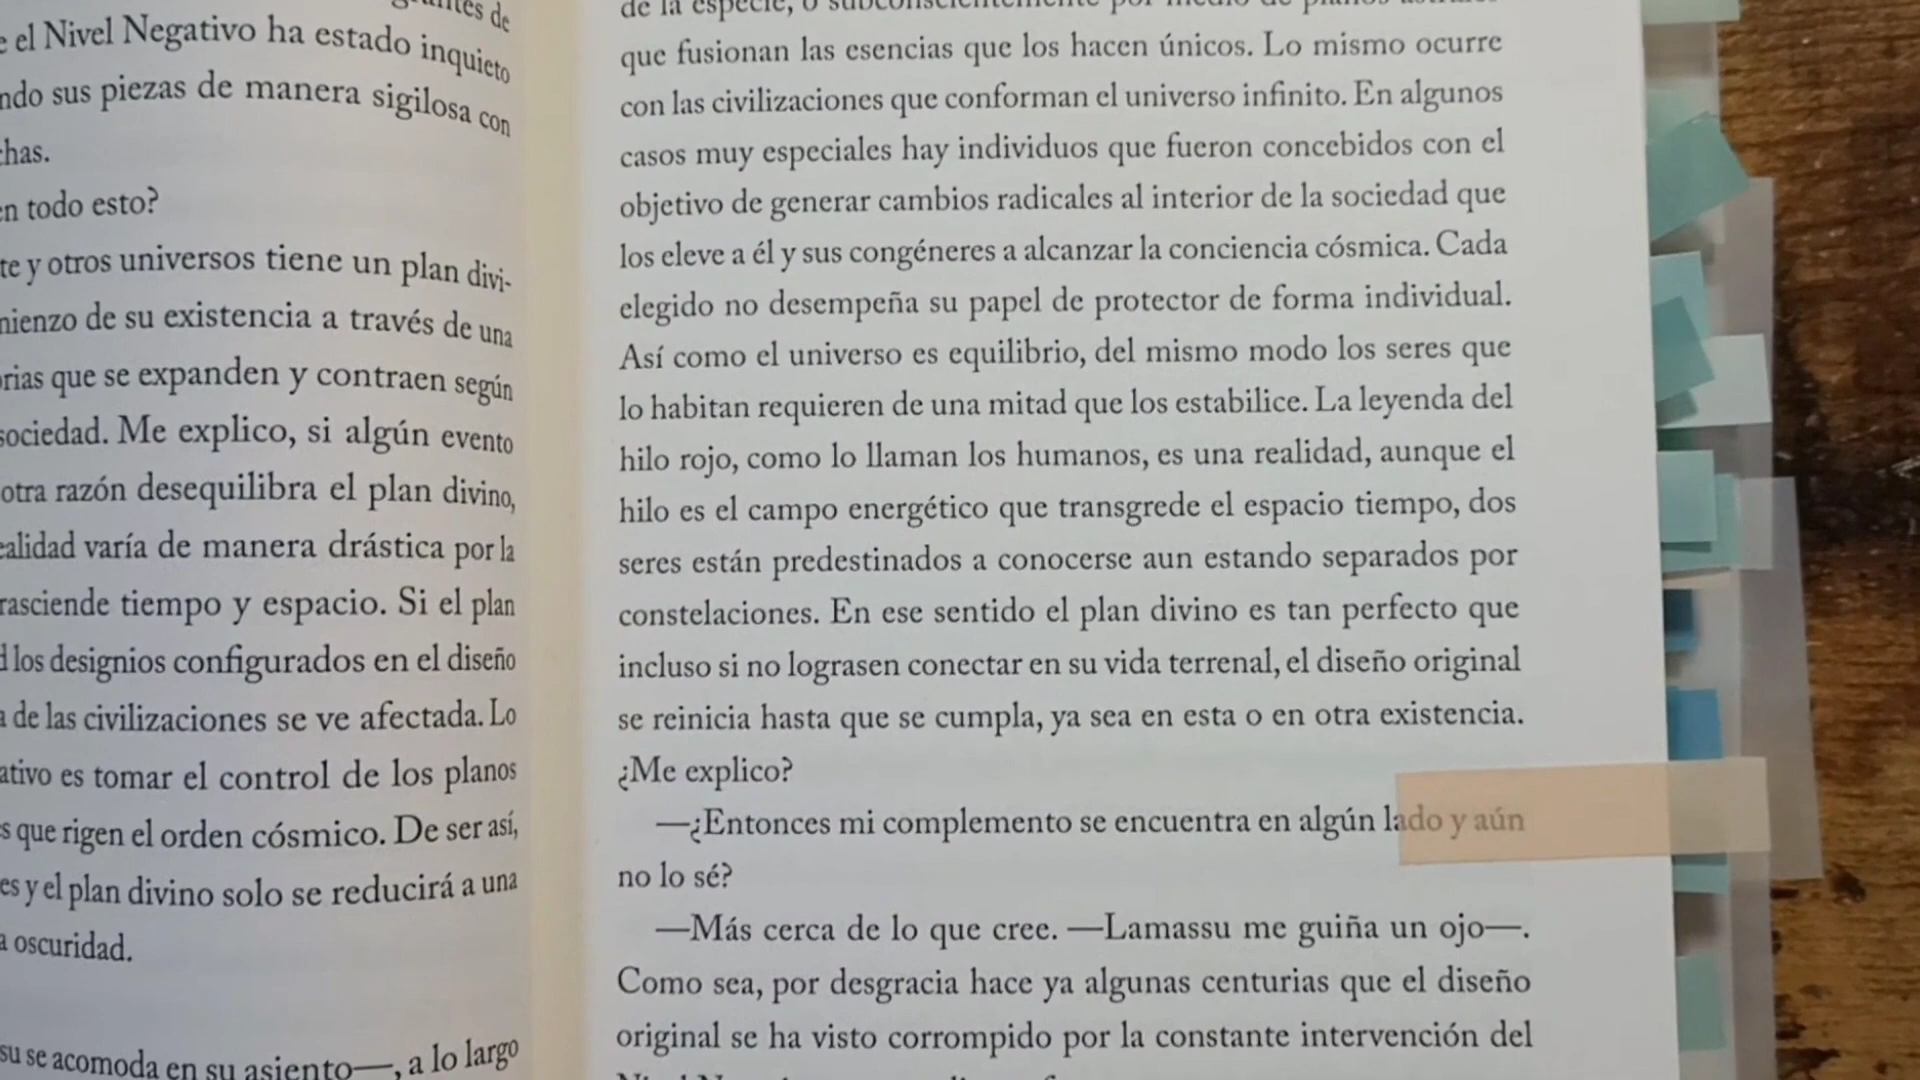 de
e el Nivel Negativo ha estado inquieto
ndo sus piezas de manera sigilosa con
has.
en todo esto?
te y otros universos tiene un plan divi-
mienzo de su existencia a través de una
rias que se expanden y contraen según
sociedad. Me explico, si algún evento
otra razón desequilibra el plan divino,
ealidad varía de manera drástica por la
rasciende tiempo y espacio. Si el plan
los designios configurados en el diseño
a de las civilizaciones se ve afectada. Lo
ativo es tomar el control de los planos
s que rigen el orden cósmico. De ser así,
es y el plan divino solo se reducirá a una
a oscuridad.
su se acomoda en su asiento—, a lo largo
de la especie, o subconscientemente por medio de planos
que fusionan las esencias que los hacen únicos. Lo mismo ocurre
con las civilizaciones que conforman el universo infinito. En algunos
casos muy especiales hay individuos que fueron concebidos con el
objetivo de generar cambios radicales al interior de la sociedad que
los eleve a él y sus congéneres a alcanzar la conciencia cósmica. Cada
elegido no desempeña su papel de protector de forma individual.
Así como el universo es equilibrio, del mismo modo los seres que
lo habitan requieren de una mitad que los estabilice. La leyenda del
hilo rojo, como lo llaman los humanos, es una realidad, aunque el
hilo es el campo energético que transgrede el espacio tiempo, dos
seres están predestinados a conocerse aun estando separados por
constelaciones. En ese sentido el plan divino es tan perfecto que
incluso si no lograsen conectar en su vida terrenal, el diseño original
se reinicia hasta que se cumpla, ya sea en esta o en otra existencia.
¿Me explico?
—¿Entonces mi complemento se encuentra en algún lado y aún
no lo sé?
—Más cerca de lo que cree. —Lamassu me guiña un ojo—.
Como sea, por desgracia hace ya algunas centurias que el diseño
original se ha visto corrompido por la constante intervención del